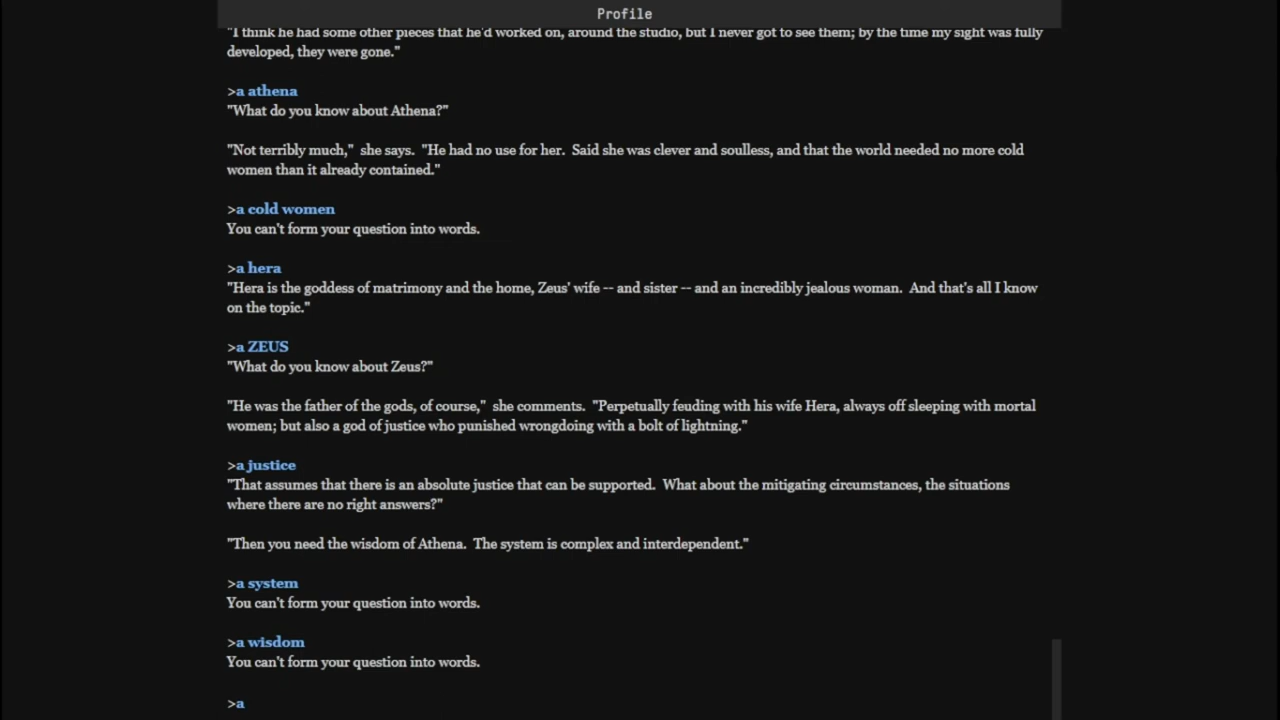 Profile
"I think he had some other pieces that he'd worked on, around the studio, but I never got to see them; by the time my sight was fully
developed, they were gone."
>a athena
"What do you know about Athena?"
"Not terribly much," she says. "He had no use for her. Said she was clever and soulless, and that the world needed no more cold
women than it already contained."
>a cold women
You can't form your question into words.
>a hera
"Hera is the goddess of matrimony and the home, Zeus' wife -- and sister -- and an incredibly jealous woman. And that's all I know
on the topic."
>a ZEUS
"What do you know about Zeus?"
"He was the father of the gods, of course," she comments. "Perpetually feuding with his wife Hera, always off sleeping with mortal
women; but also a god of justice who punished wrongdoing with a bolt of lightning."
>a justice
"That assumes that there is an absolute justice that can be supported. What about the mitigating circumstances, the situations
where there are no right answers?"
"Then you need the wisdom of Athena. The system is complex and interdependent."
>a system
You can't form your question into words.
>a wisdom
You can't form your question into words.
>a